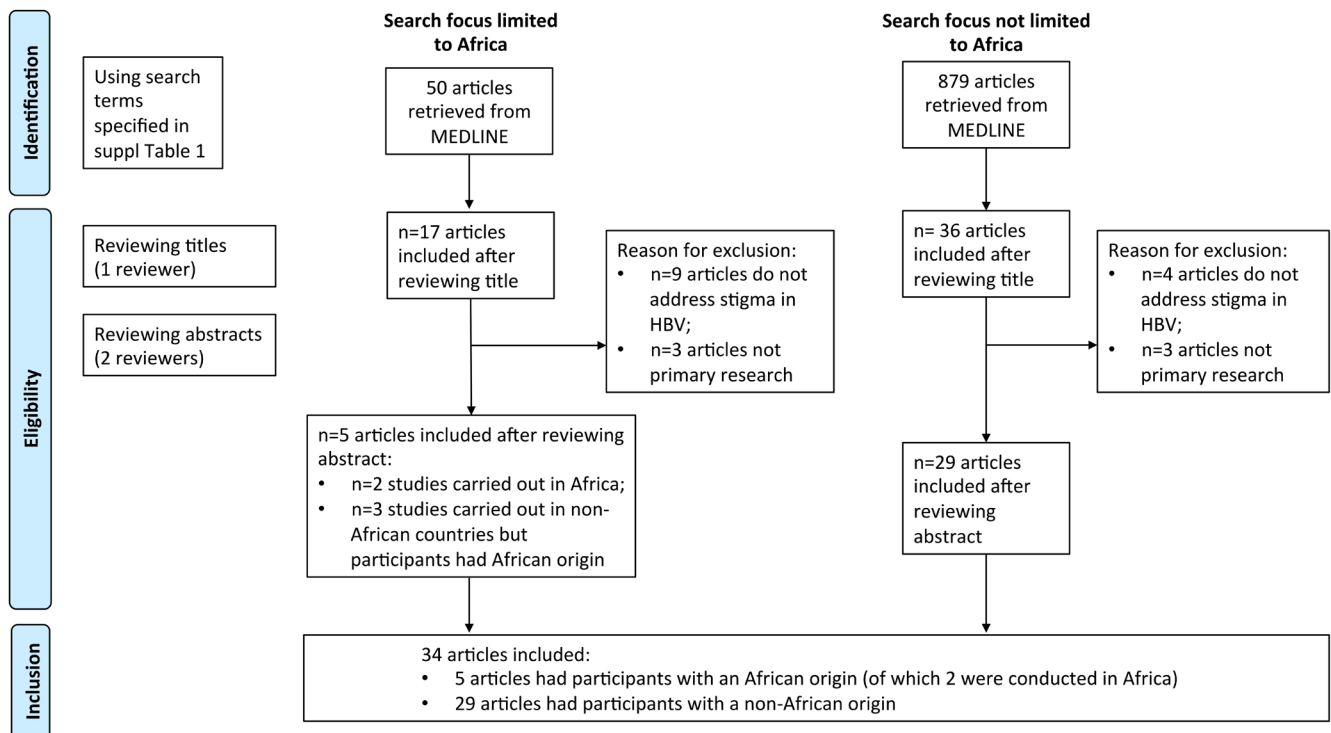 Identification
Using search
terms
specified in
suppl Table 1
Search focus limited
to Africa
50 articles
retrieved from
MEDLINE
Search focus not limited
to Africa
879 articles
retrieved from
MEDLINE
Eligibility
Reviewing titles
(1 reviewer)
Reviewing abstracts
(2 reviewers)
n=17 articles
included after
reviewing title
Reason for exclusion:
• n=9 articles do not
address stigma in
HBV;
• n=3 articles not
primary research
n= 36 articles
included after
reviewing title
Reason for exclusion:
• n=4 articles do not
address stigma in
HBV;
• n=3 articles not
primary research
n=5 articles included after reviewing
abstract:
• n=2 studies carried out in Africa;
• n=3 studies carried out in non-
African countries but
participants had African origin
n=29 articles
included after
reviewing
abstract
Inclusion
34 articles included:
• 5 articles had participants with an African origin (of which 2 were conducted in Africa)
• 29 articles had participants with a non-African origin